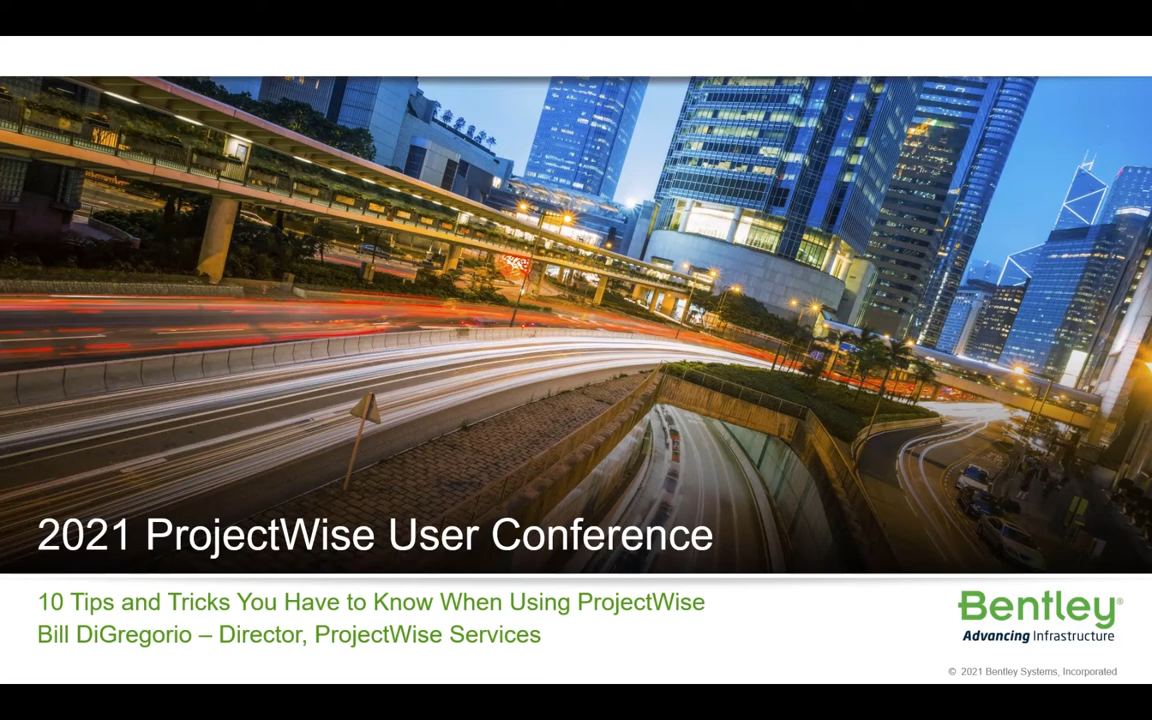 2021 ProjectWise User Conference
10 Tips and Tricks You Have to Know When Using ProjectWise
Bill DiGregorio – Director, ProjectWise Services
Bentley®
Advancing Infrastructure
© 2021 Bentley Systems, Incorporated